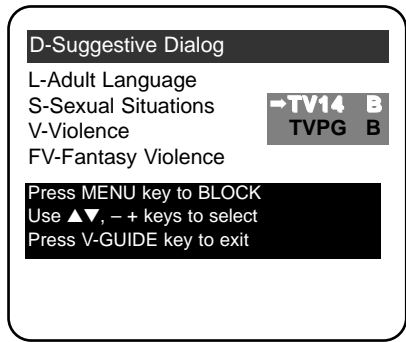 D-Suggestive Dialog
L-Adult Language
S-Sexual Situations ➡TV14 B
V-Violence TVPG B
FV-Fantasy Violence
Press MENU key to BLOCK
Use ▲▼, – + keys to select
Press V-GUIDE key to exit